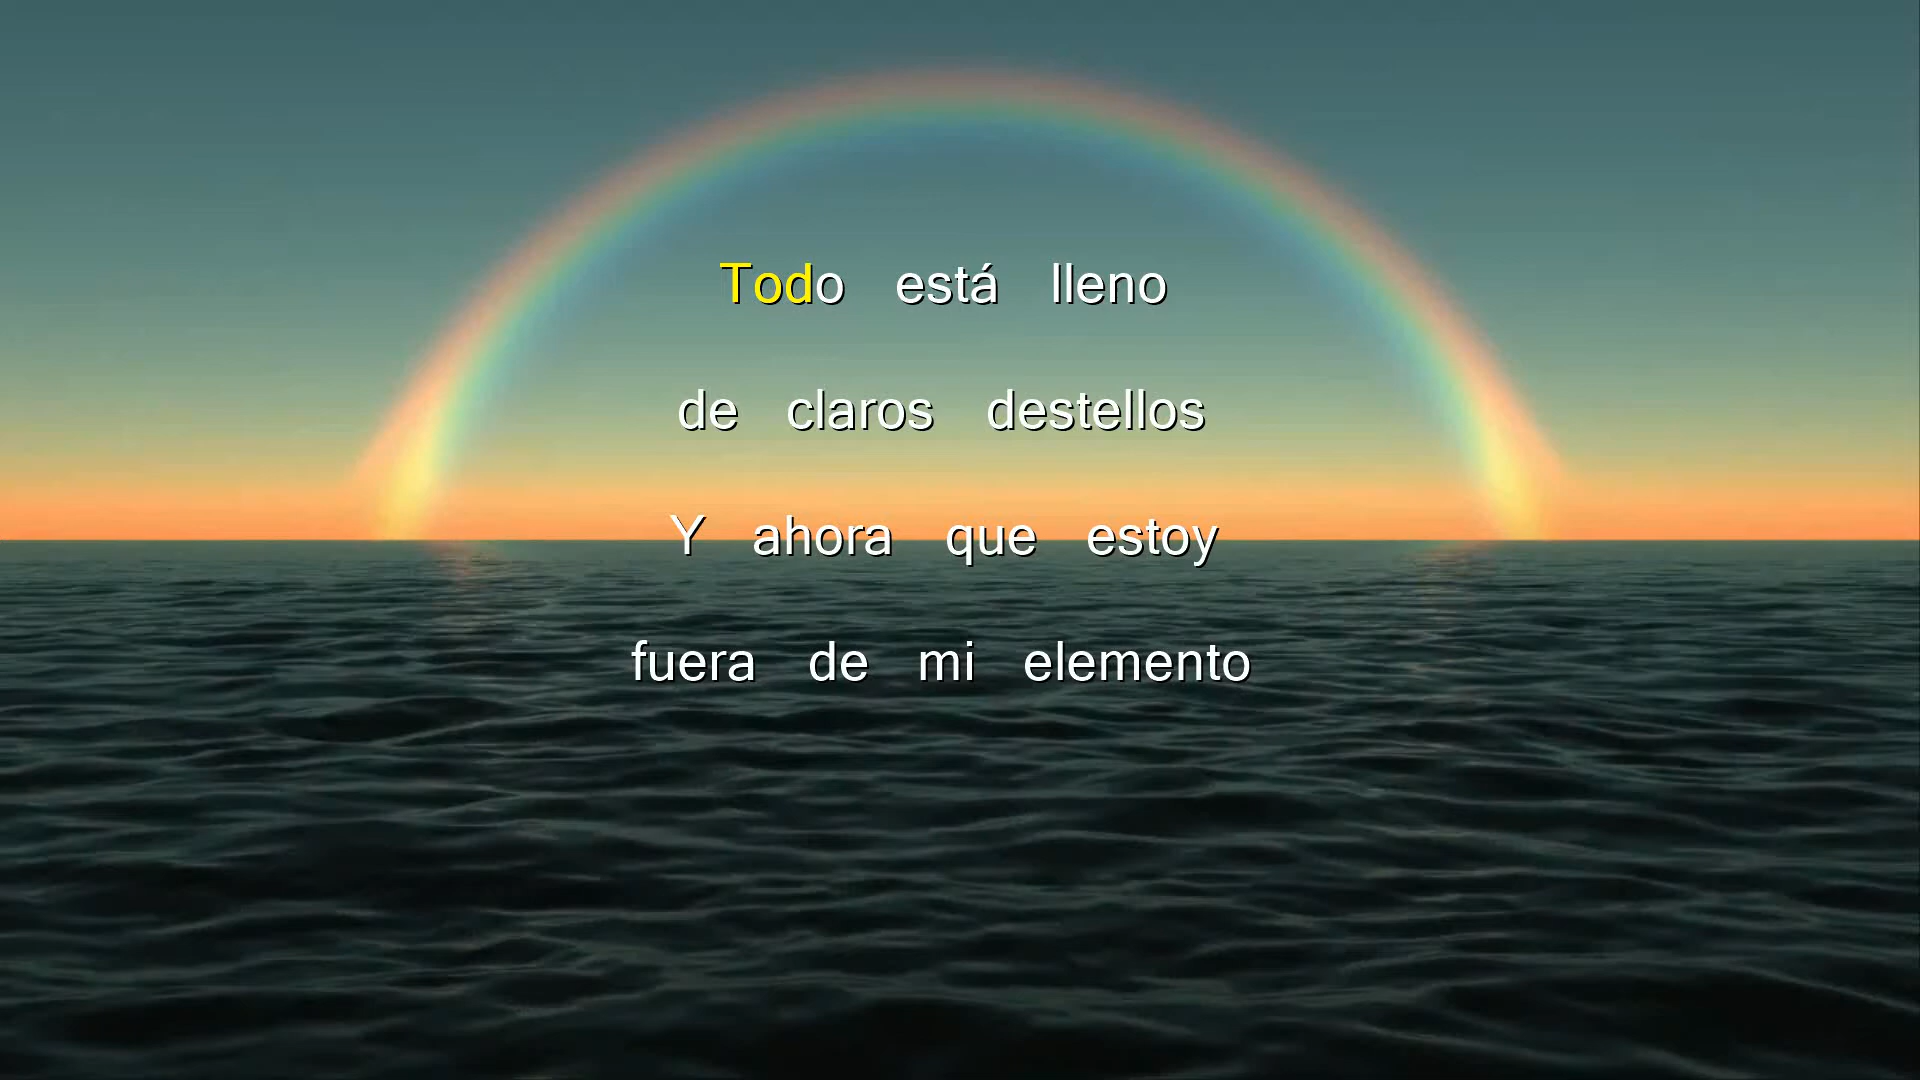 Todo está lleno
de claros destellos
Y ahora que estoy
fuera de mi elemento